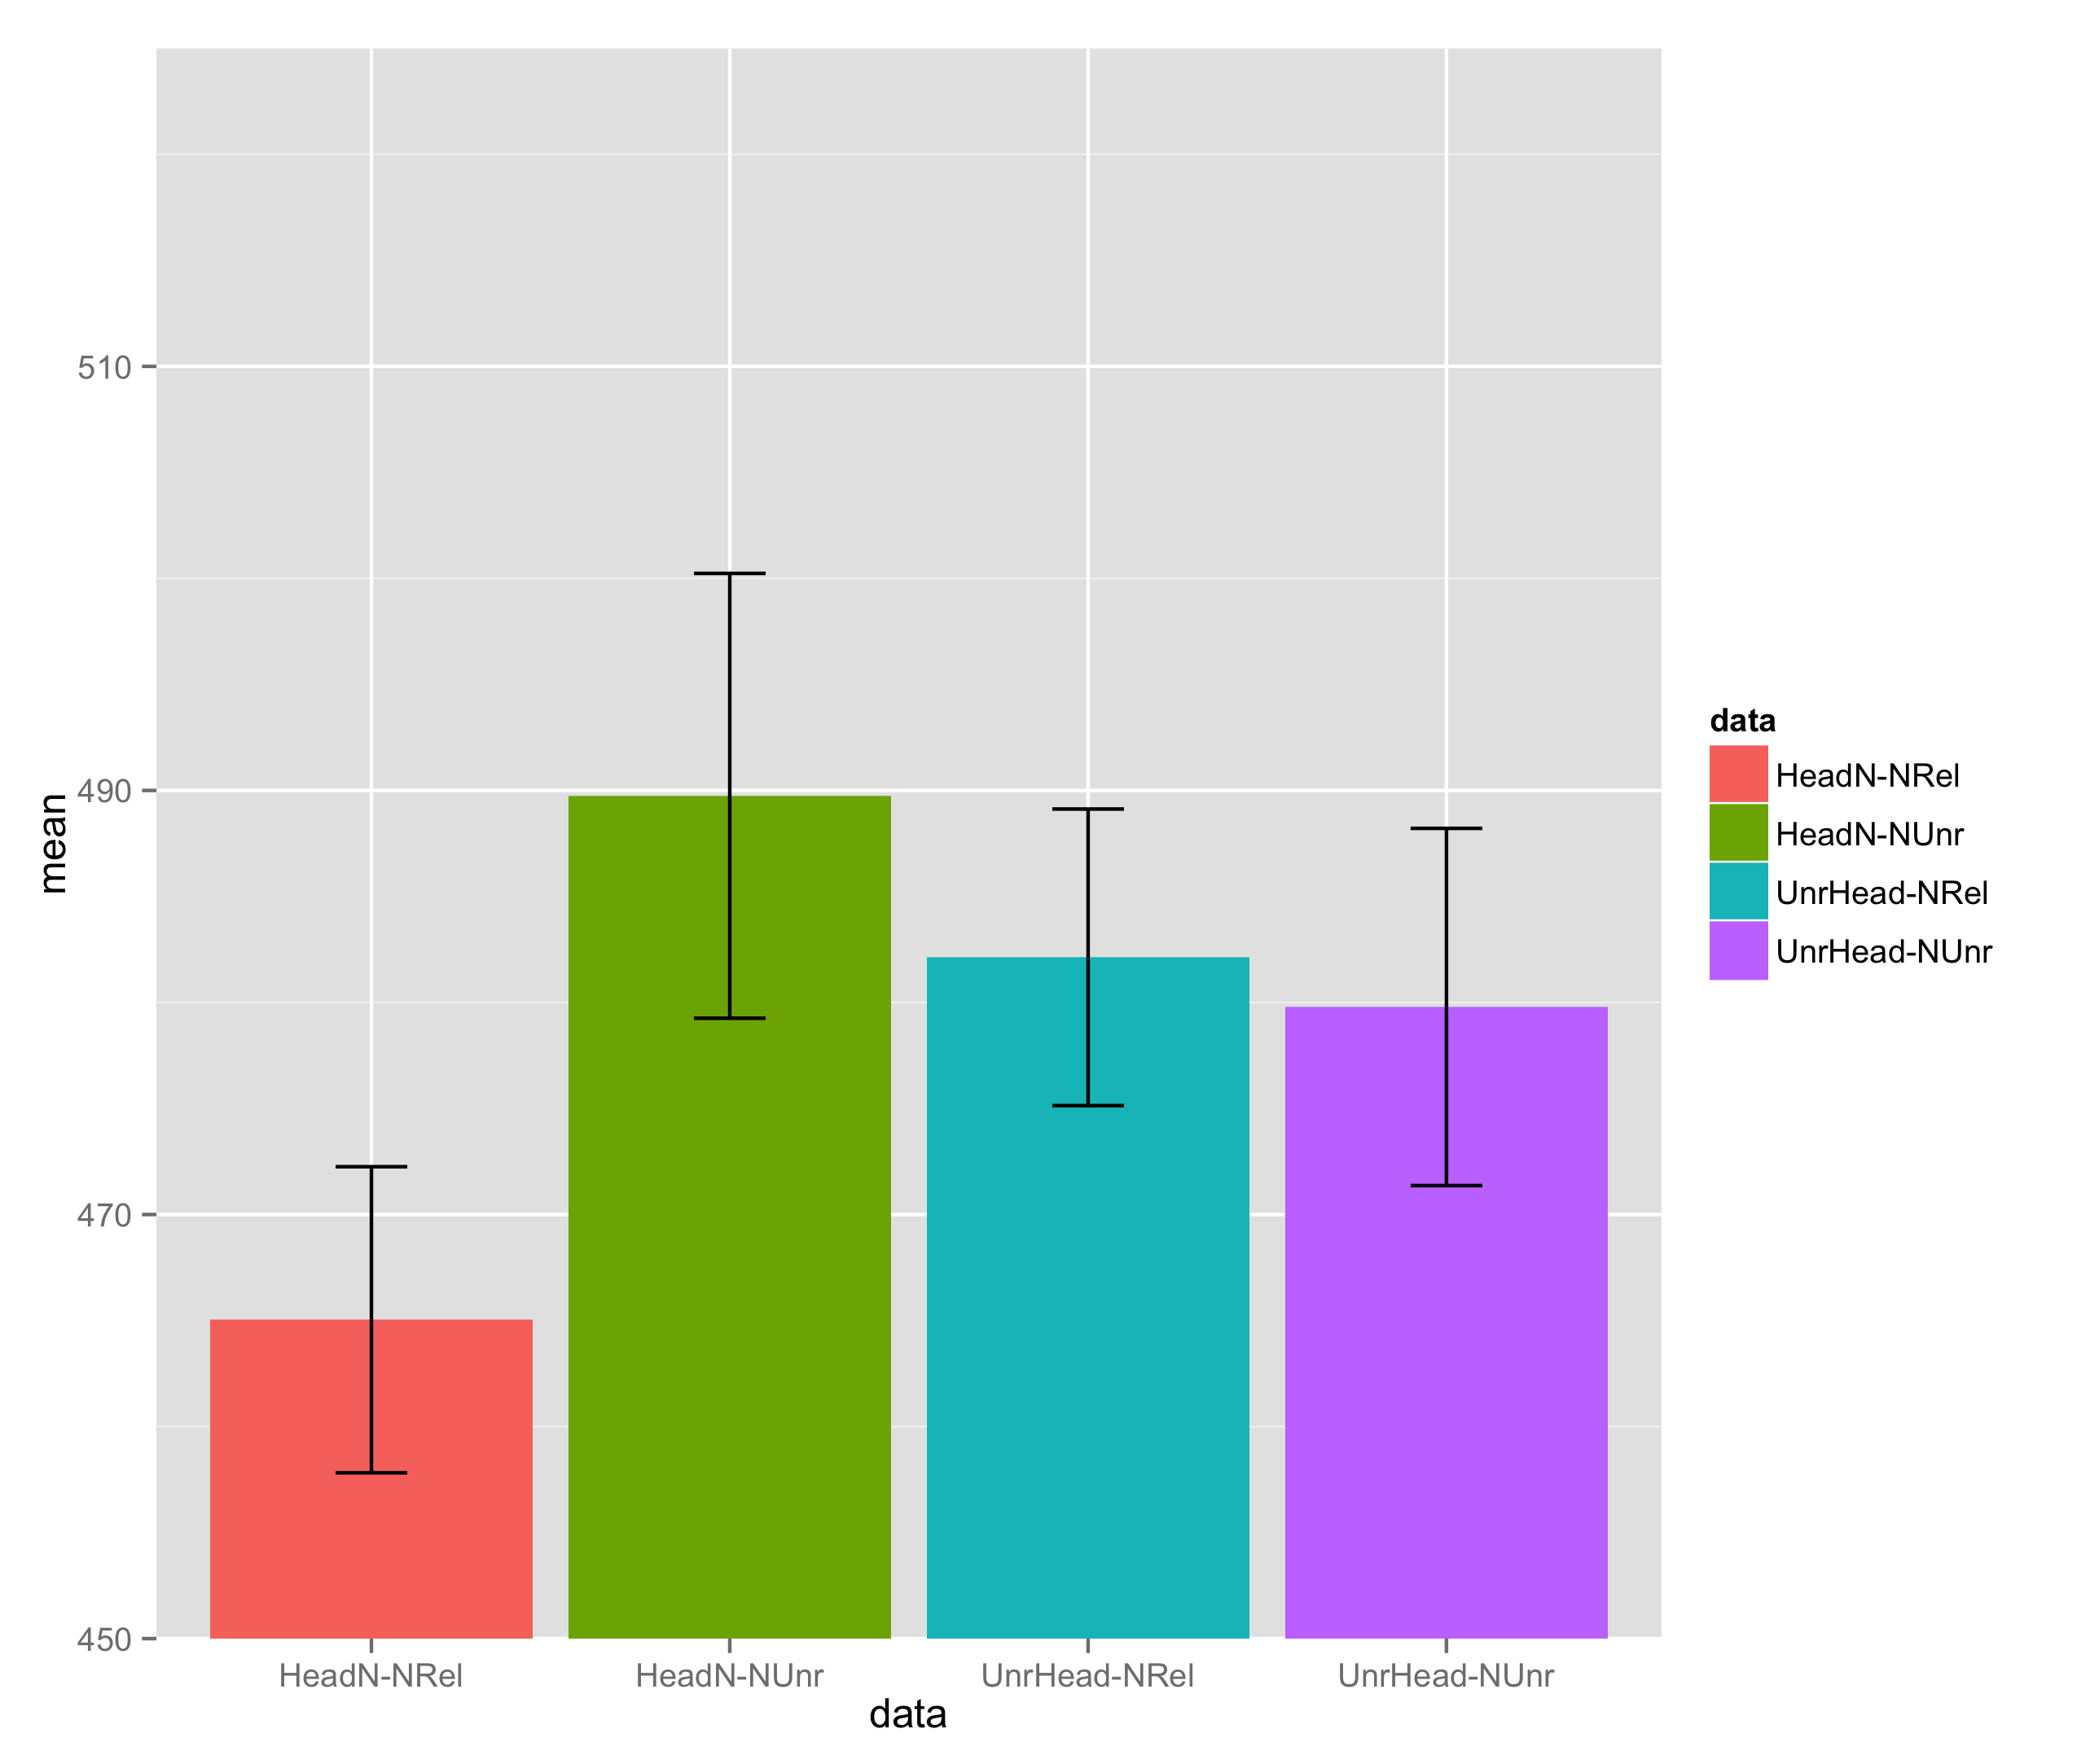 510
490
470
450
mean
HeadN-NRel HeadN-NUnr UnrHead-NRel UnrHead-NUnr
data
data
HeadN-NRel
HeadN-NUnr
UnrHead-NRel
UnrHead-NUnr